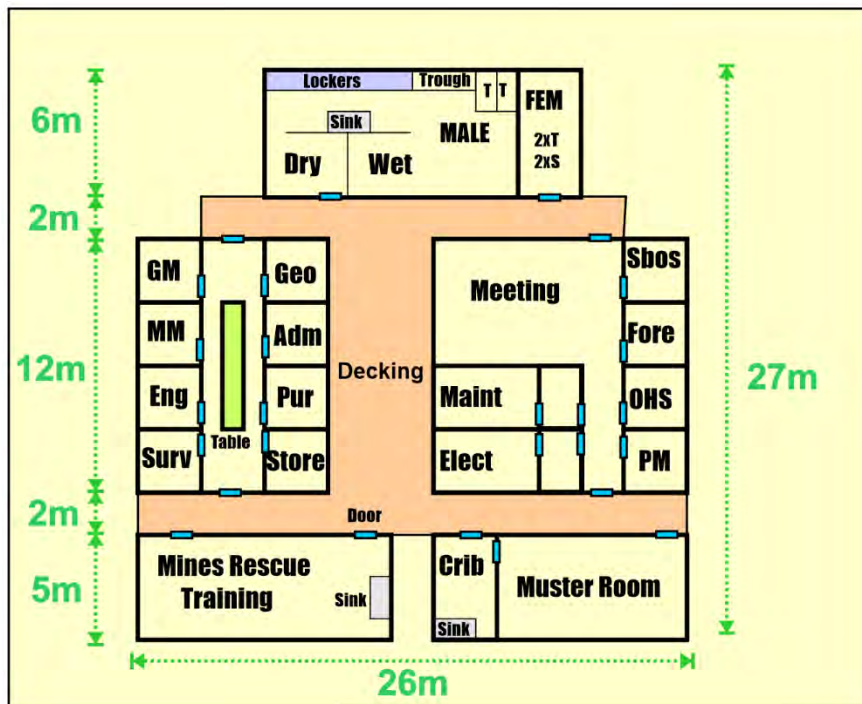 Lockers
Trough
T T
FEM
6m
Sink
MALE
2xT
2xS
Dry
Wet
2m
GM
Geo
Meeting
Sbos
MM
Adm
Fore
12m
Decking
27m
Eng
Pur
Maint
OHS
Table
Surv
Store
Elect
PM
2m
Door
5m
Mines Rescue
Training
Sink
Crib
Muster Room
Sink
26m